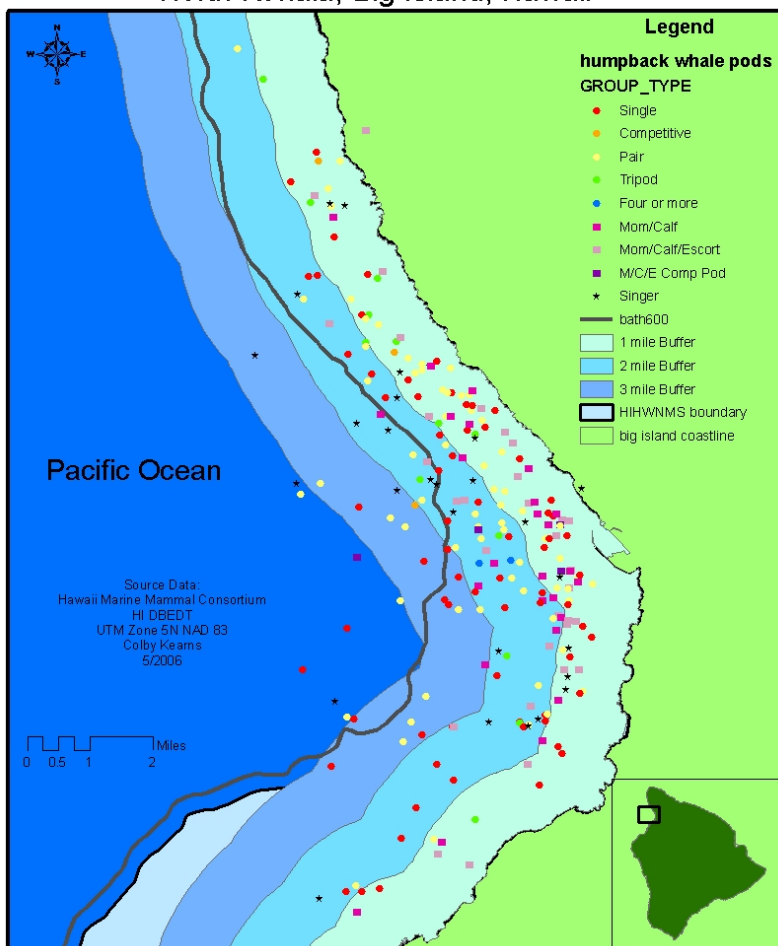 N
W E
S
Legend
humpback whale pods
GROUP_TYPE
Single
Competitive
Pair
Tripod
Four or more
Mom/Calf
Mom/Calf/Escort
M/C/E Comp Pod
Singer
bath600
1 mile Buffer
2 mile Buffer
3 mile Buffer
HIHWNMS boundary
big island coastline
Pacific Ocean
Source Data:
Hawaii Marine Mammal Consortium
HI DBEDT
UTM Zone 5N NAD 83
Colby Kearns
5/2006
Miles
0 0.5 1 2